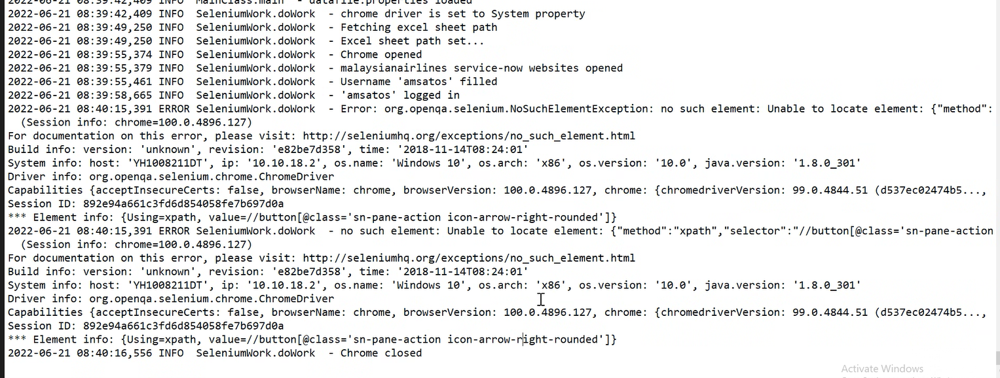 2022-06-21 08:39:42,409 INFO  MainClass.main  - datafile.properties loaded
2022-06-21 08:39:42,409 INFO  SeleniumWork.doWork  - chrome driver is set to System property
2022-06-21 08:39:49,250 INFO  SeleniumWork.doWork  - Fetching excel sheet path
2022-06-21 08:39:49,250 INFO  SeleniumWork.doWork  - Excel sheet path set...
2022-06-21 08:39:55,374 INFO  SeleniumWork.doWork  - Chrome opened
2022-06-21 08:39:55,379 INFO  SeleniumWork.doWork  - malaysianairlines service-now websites opened
2022-06-21 08:39:55,461 INFO  SeleniumWork.doWork  - Username 'amsatos' filled
2022-06-21 08:39:58,665 INFO  SeleniumWork.doWork  - 'amsatos' logged in
2022-06-21 08:40:15,391 ERROR SeleniumWork.doWork  - Error: org.openqa.selenium.NoSuchElementException: no such element: Unable to locate element: {"method":
(Session info: chrome=100.0.4896.127)
For documentation on this error, please visit: http://seleniumhq.org/exceptions/no_such_element.html
Build info: version: 'unknown', revision: 'e82be7d358', time: '2018-11-14T08:24:01'
System info: host: 'YH1008211DT', ip: '10.10.18.2', os.name: 'Windows 10', os.arch: 'x86', os.version: '10.0', java.version: '1.8.0_301'
Driver info: org.openqa.selenium.chrome.ChromeDriver
Capabilities {acceptInsecureCerts: false, browserName: chrome, browserVersion: 100.0.4896.127, chrome: {chromedriverVersion: 99.0.4844.51 (d537ec02474b5...,
Session ID: 892e94a661c3fd6d854058fe7b697d0a
*** Element info: {Using=xpath, value=//button[@class='sn-pane-action icon-arrow-right-rounded']}
2022-06-21 08:40:15,391 ERROR SeleniumWork.doWork  - no such element: Unable to locate element: {"method":"xpath","selector":"//button[@class='sn-pane-action
(Session info: chrome=100.0.4896.127)
For documentation on this error, please visit: http://seleniumhq.org/exceptions/no_such_element.html
Build info: version: 'unknown', revision: 'e82be7d358', time: '2018-11-14T08:24:01'
System info: host: 'YH1008211DT', ip: '10.10.18.2', os.name: 'Windows 10', os.arch: 'x86', os.version: '10.0', java.version: '1.8.0_301'
Driver info: org.openqa.selenium.chrome.ChromeDriver
Capabilities {acceptInsecureCerts: false, browserName: chrome, browserVersion: 100.0.4896.127, chrome: {chromedriverVersion: 99.0.4844.51 (d537ec02474b5...,
Session ID: 892e94a661c3fd6d854058fe7b697d0a
*** Element info: {Using=xpath, value=//button[@class='sn-pane-action icon-arrow-right-rounded']}
2022-06-21 08:40:16,556 INFO  SeleniumWork.doWork  - Chrome closed
Activate Windows